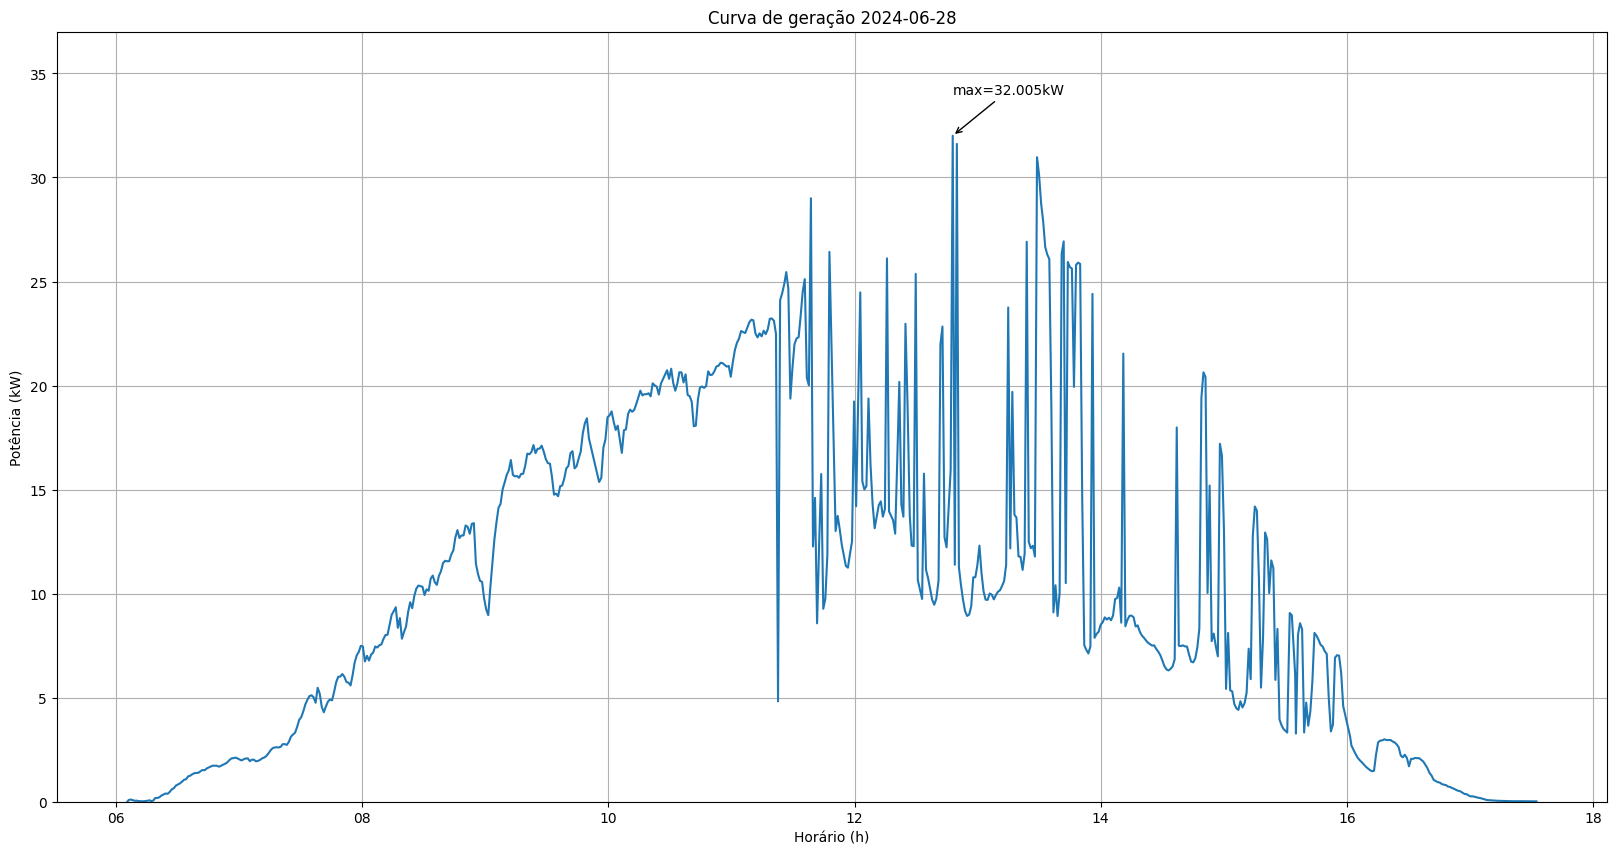 Curva de geração 2024-06-28
max=32.005kW
Potência (kW)
35
30
25
20
15
10
5
0
06 08 10 12 14 16 18
Horário (h)